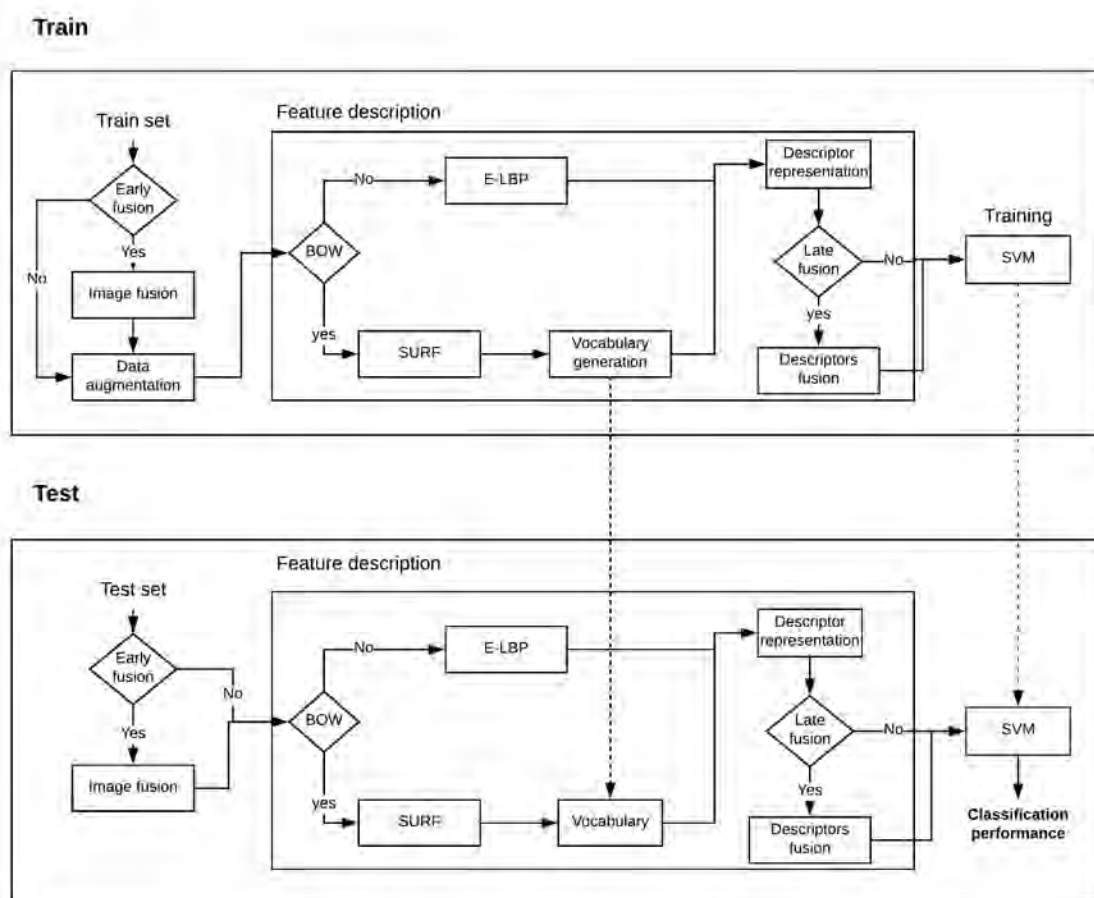 Train
Feature description
Train set
Early
fusion
Yes
No
Image fusion
Data
augmentation
BOW
No
E-LBP
yes
SURF
Vocabulary
generation
Descriptor
representation
Late
fusion
No
yes
Descriptors
fusion
Training
SVM
Test
Feature description
Test set
Early
fusion
No
Yes
Image fusion
BOW
No
E-LBP
yes
SURF
Vocabulary
Descriptor
representation
Late
fusion
No
Yes
Descriptors
fusion
SVM
Classification
performance